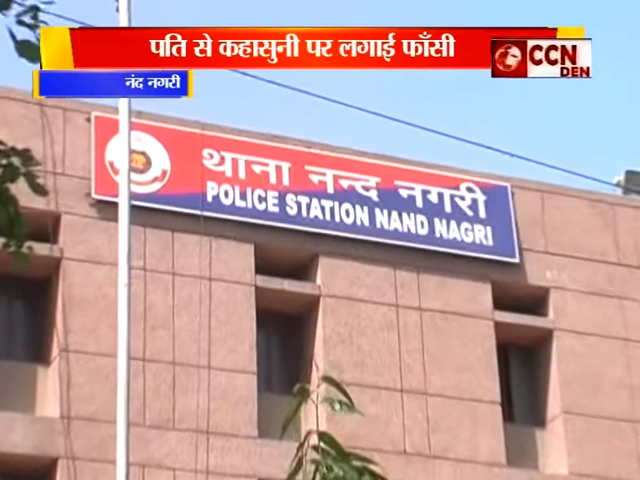 पति से कहासुनी पर लगाई फाँसी
CCN
DEN
नंद नगरी
थाना नन्द नगरी
POLICE STATION NAND NAGRI